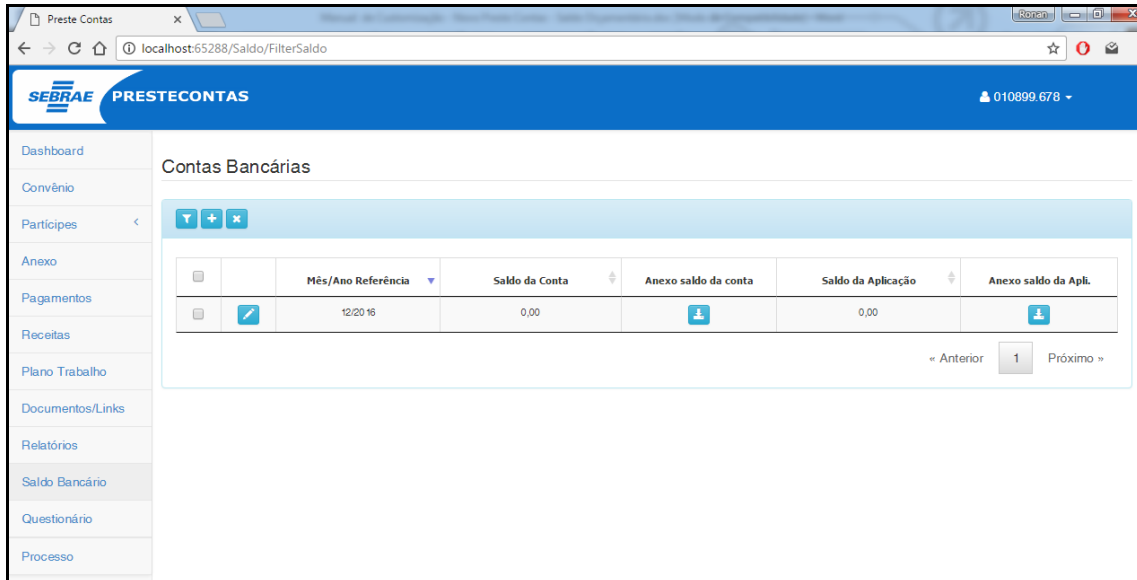 Preste Contas
Ronan
localhost:65288/Saldo/FilterSaldo
SEBRAE PRESTECONTAS 010899.678
Dashboard
Convênio
Partícipes
Anexo
Pagamentos
Receitas
Plano Trabalho
Documentos/Links
Relatórios
Saldo Bancário
Questionário
Processo
Contas Bancárias
Mês/Ano Referência Saldo da Conta Anexo saldo da conta Saldo da Aplicação Anexo saldo da Apli.
12/2016 0,00 0,00
« Anterior 1 Próximo »